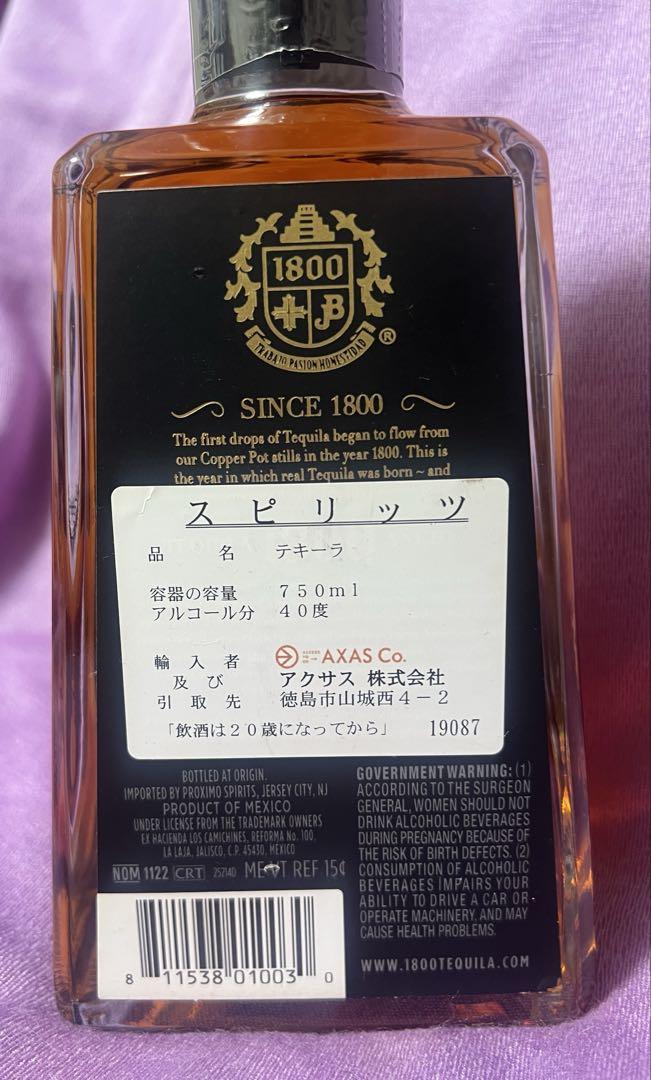 1800
JB
TRABAJO PASION HONESTIDAD
®
SINCE 1800
The first drops of Tequila began to flow from
our Copper Pot stills in the year 1800. This is
the year in which real Tequila was born ~ and
スピリッツ
品名 テキーラ
容器の容量 750ml
アルコール分 40度
輸入者
及び
引取先
AXAS Co.
アクサス 株式会社
徳島市山城西4-2
「飲酒は20歳になってから」 19087
BOTTLED AT ORIGIN.
IMPORTED BY PROXIMO SPIRITS, JERSEY CITY, NJ
PRODUCT OF MEXICO
UNDER LICENSE FROM THE TRADEMARK OWNERS
EX HACIENDA LOS CAMICHINES, REFORMA No. 100,
LA LAJA, JALISCO, C.P. 45430, MEXICO
NOM 1122 CRT 257140 ME-VT REF 15¢
GOVERNMENT WARNING: (1)
ACCORDING TO THE SURGEON
GENERAL, WOMEN SHOULD NOT
DRINK ALCOHOLIC BEVERAGES
DURING PREGNANCY BECAUSE OF
THE RISK OF BIRTH DEFECTS. (2)
CONSUMPTION OF ALCOHOLIC
BEVERAGES IMPAIRS YOUR
ABILITY TO DRIVE A CAR OR
OPERATE MACHINERY, AND MAY
CAUSE HEALTH PROBLEMS.
WWW.1800TEQUILA.COM
8 11538 01003 0